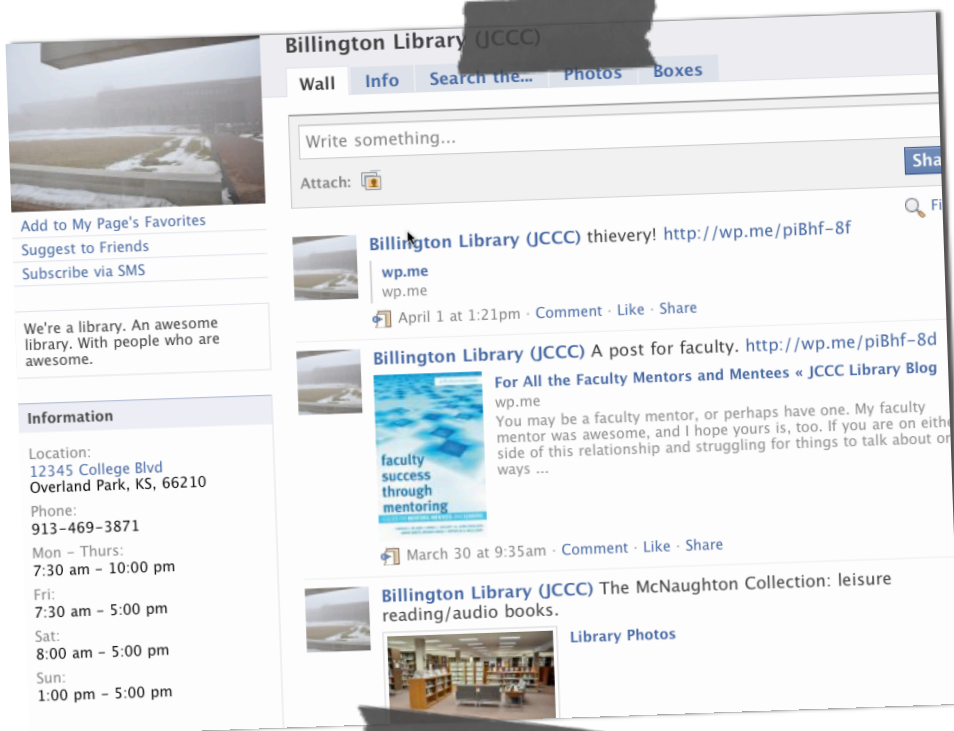 Billington Library (JCCC)
Wall Info Search the... Photos Boxes
Write something...
Attach:
Sha
Add to My Page's Favorites
Suggest to Friends
Subscribe via SMS
We're a library. An awesome
library. With people who are
awesome.
Information
Location:
12345 College Blvd
Overland Park, KS, 66210
Phone:
913-469-3871
Mon - Thurs:
7:30 am - 10:00 pm
Fri:
7:30 am - 5:00 pm
Sat:
8:00 am - 5:00 pm
Sun:
1:00 pm - 5:00 pm
Fi
Billington Library (JCCC) thievery! http://wp.me/piBhf-8f
wp.me
wp.me
April 1 at 1:21pm · Comment · Like · Share
Billington Library (JCCC) A post for faculty. http://wp.me/piBhf-8d
faculty
success
through
mentoring
For All the Faculty Mentors and Mentees « JCCC Library Blog
wp.me
You may be a faculty mentor, or perhaps have one. My faculty
mentor was awesome, and I hope yours is, too. If you are on eithe
side of this relationship and struggling for things to talk about or
ways ...
March 30 at 9:35am · Comment · Like · Share
Billington Library (JCCC) The McNaughton Collection: leisure
reading/audio books.
Library Photos